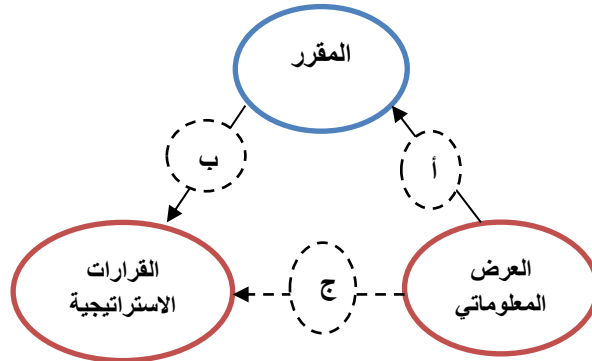 المقرر
أ
ب
العرض
المعلوماتي
ج
القرارات
الاستراتيجية